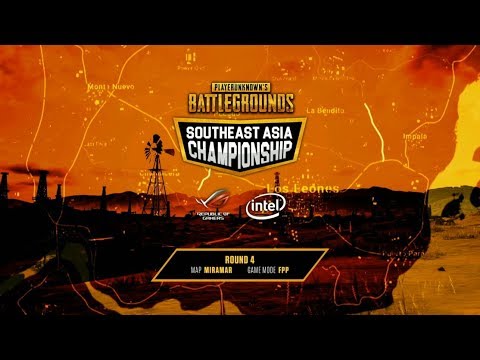 Monte Nuevo
La Bendita
Impala
PLAYERUNKNOWN'S
BATTLEGROUNDS
SOUTHEAST ASIA
CHAMPIONSHIP
Los Leones
REPUBLIC OF
GAMERS
intel
ROUND 4
MAP MIRAMAR GAME MODE FPP